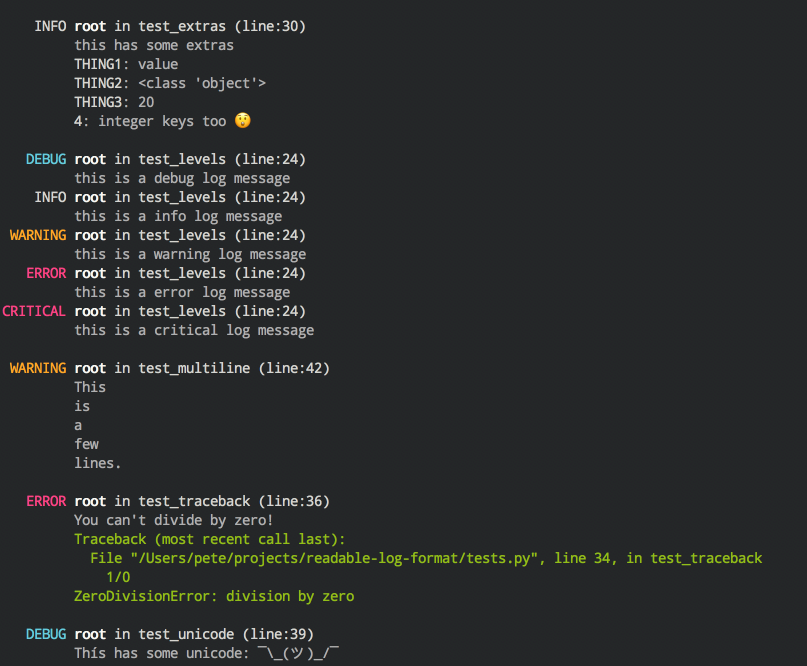 INFO root in test_extras (line:30)
this has some extras
THING1: value
THING2: <class 'object'>
THING3: 20
4: integer keys too 😲
DEBUG root in test_levels (line:24)
this is a debug log message
INFO root in test_levels (line:24)
this is a info log message
WARNING root in test_levels (line:24)
this is a warning log message
ERROR root in test_levels (line:24)
this is a error log message
CRITICAL root in test_levels (line:24)
this is a critical log message
WARNING root in test_multiline (line:42)
This
is
a
few
lines.
ERROR root in test_traceback (line:36)
You can't divide by zero!
Traceback (most recent call last):
File "/Users/pete/projects/readable-log-format/tests.py", line 34, in test_traceback
1/0
ZeroDivisionError: division by zero
DEBUG root in test_unicode (line:39)
This has some unicode: ¯\_(ツ)_/¯